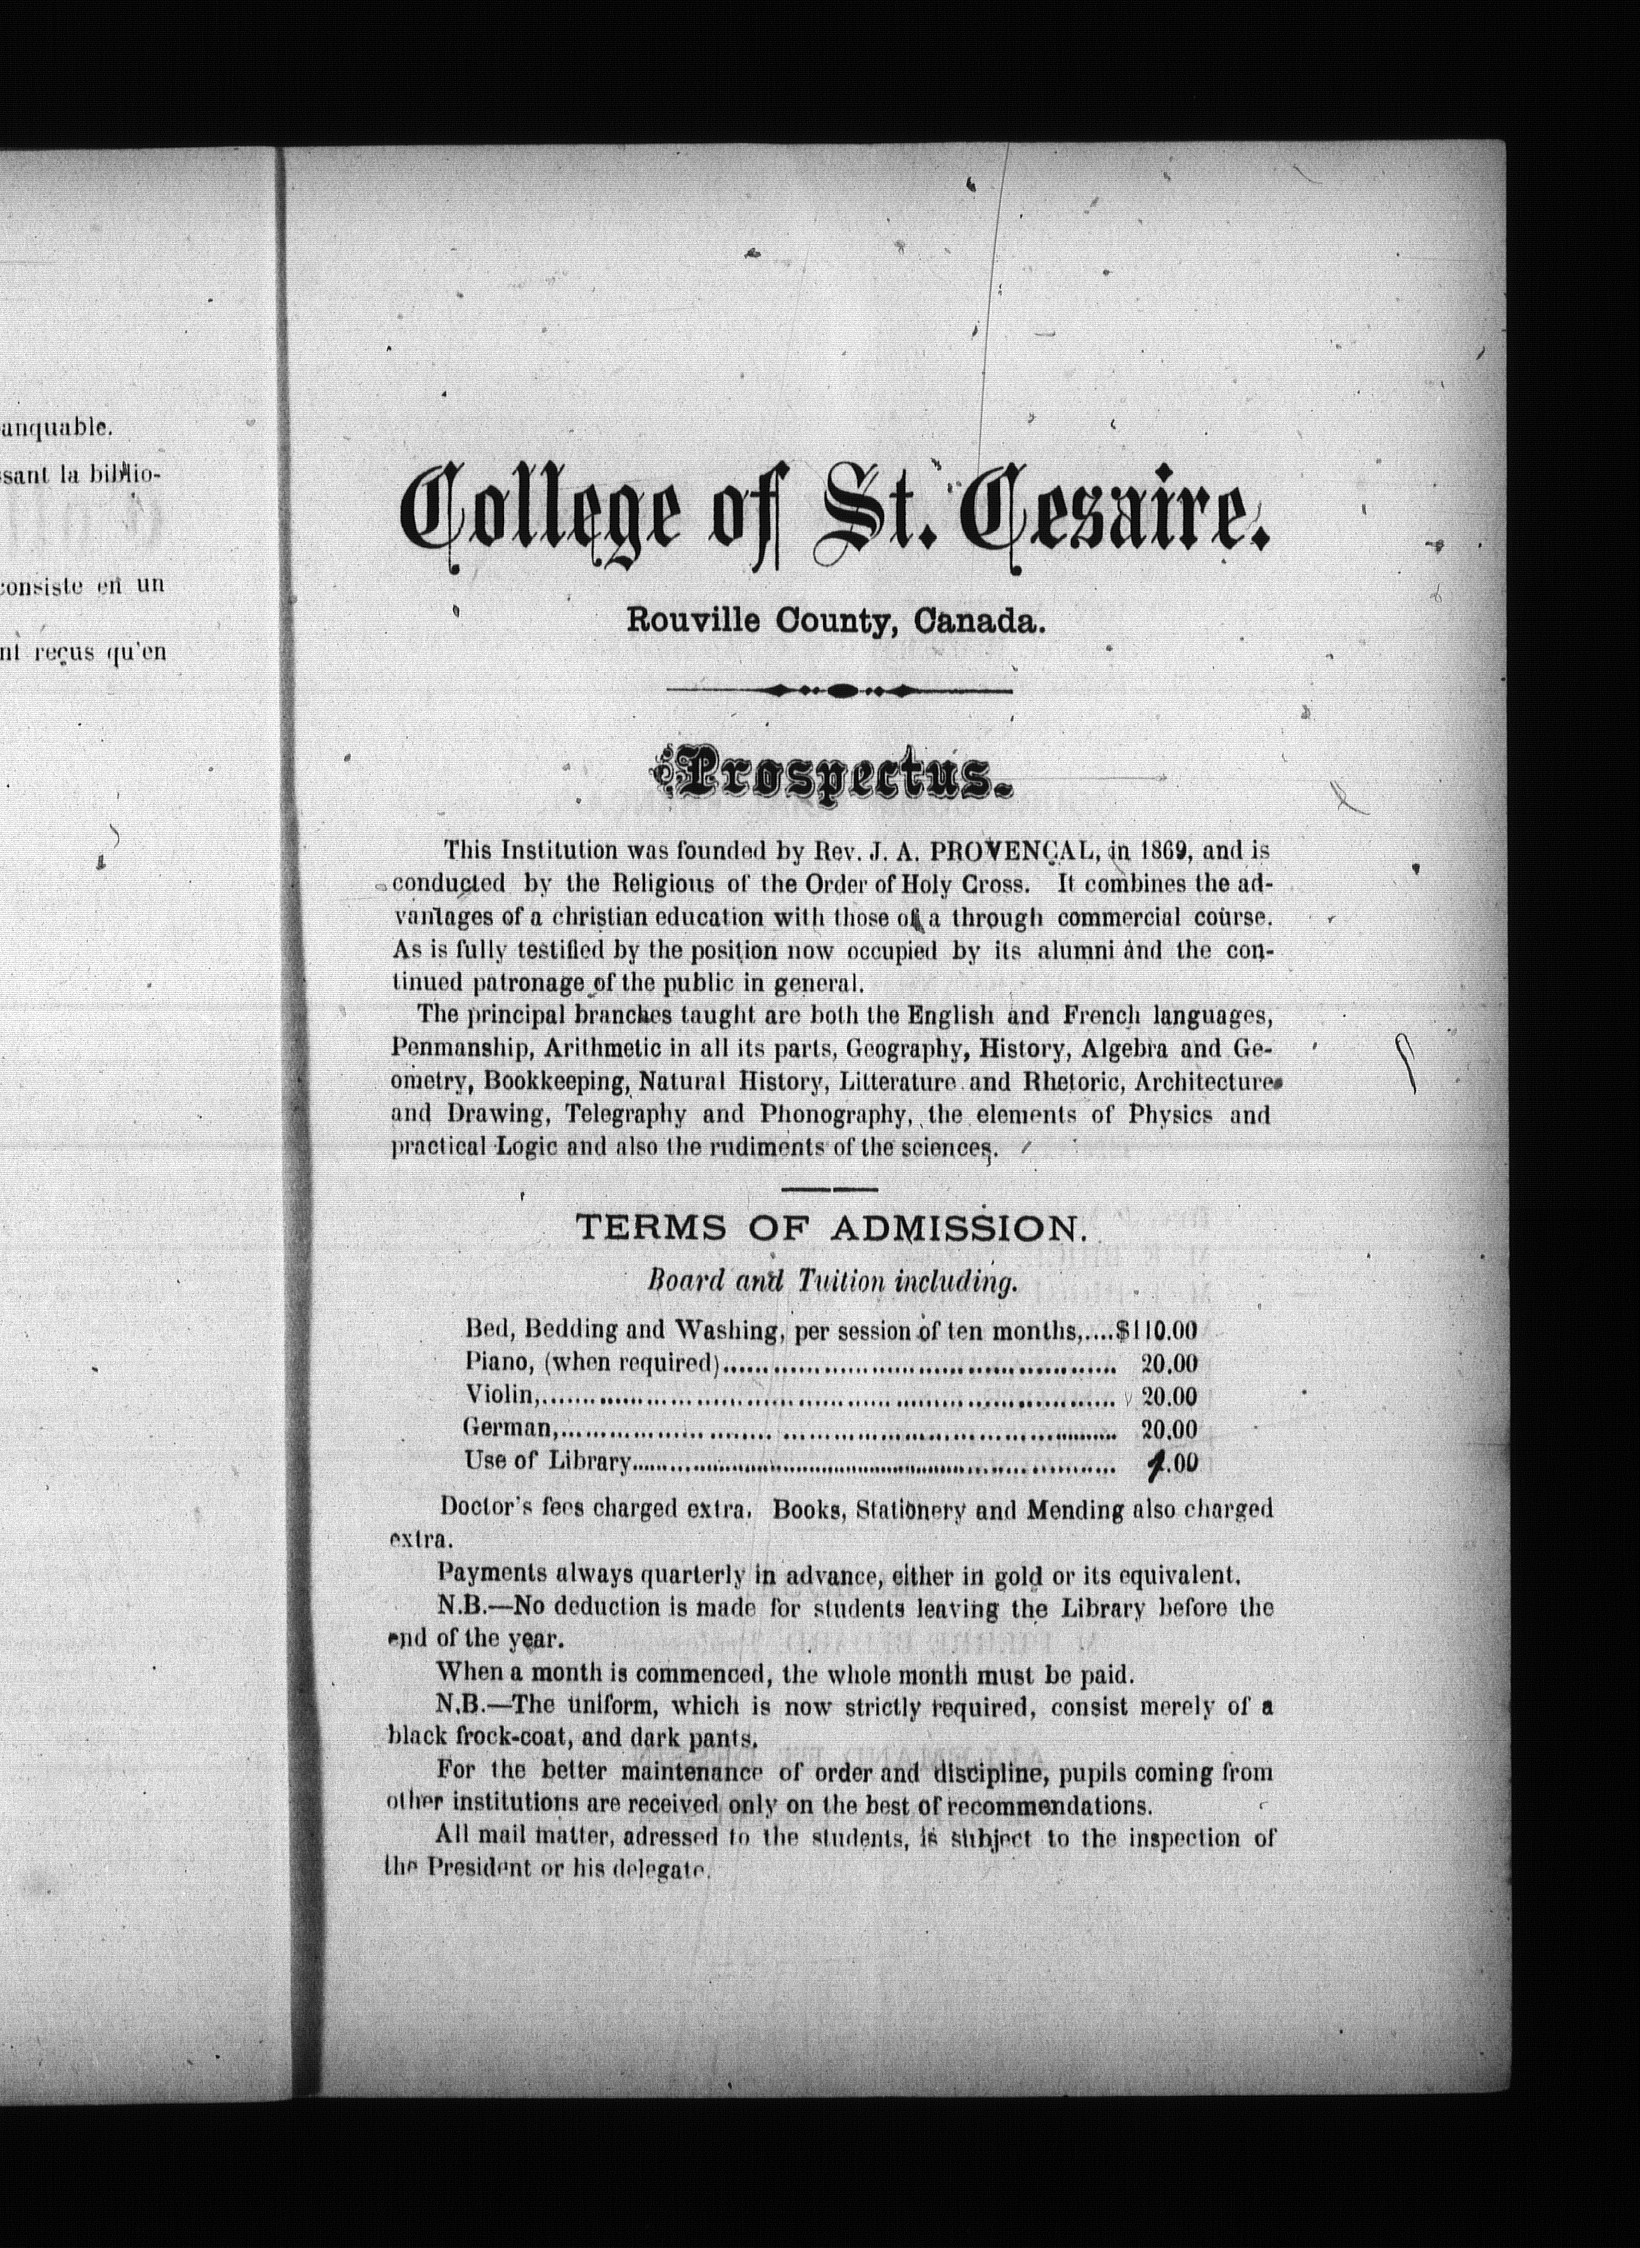 anquable.
sant la biblio-
consiste en un
nt reçus qu'en
College of St. Cesaire.
Rouville County, Canada.
Prospectus.
This Institution was founded by Rev. J. A. PROVENÇAL, in 1869, and is
conducted by the Religious of the Order of Holy Cross. It combines the ad-
vantages of a christian education with those of a through commercial course.
As is fully testified by the position now occupied by its alumni and the con-
tinued patronage of the public in general.
The principal branches taught are both the English and French languages,
Penmanship, Arithmetic in all its parts, Geography, History, Algebra and Ge-
ometry, Bookkeeping, Natural History, Litterature and Rhetoric, Architecture
and Drawing, Telegraphy and Phonography, the elements of Physics and
practical Logic and also the rudiments of the sciences.
TERMS OF ADMISSION.
Board and Tuition including.
Bed, Bedding and Washing, per session of ten months,....$110.00
Piano, (when required)........ 20.00
Violin,........ 20.00
German,........ 20.00
Use of Library........ 1.00
Doctor's fees charged extra. Books, Stationery and Mending also charged
extra.
Payments always quarterly in advance, either in gold or its equivalent.
N.B.—No deduction is made for students leaving the Library before the
end of the year.
When a month is commenced, the whole month must be paid.
N.B.—The uniform, which is now strictly required, consist merely of a
black frock-coat, and dark pants.
For the better maintenance of order and discipline, pupils coming from
other institutions are received only on the best of recommendations.
All mail matter, adressed to the students, is subject to the inspection of
the President or his delegate.